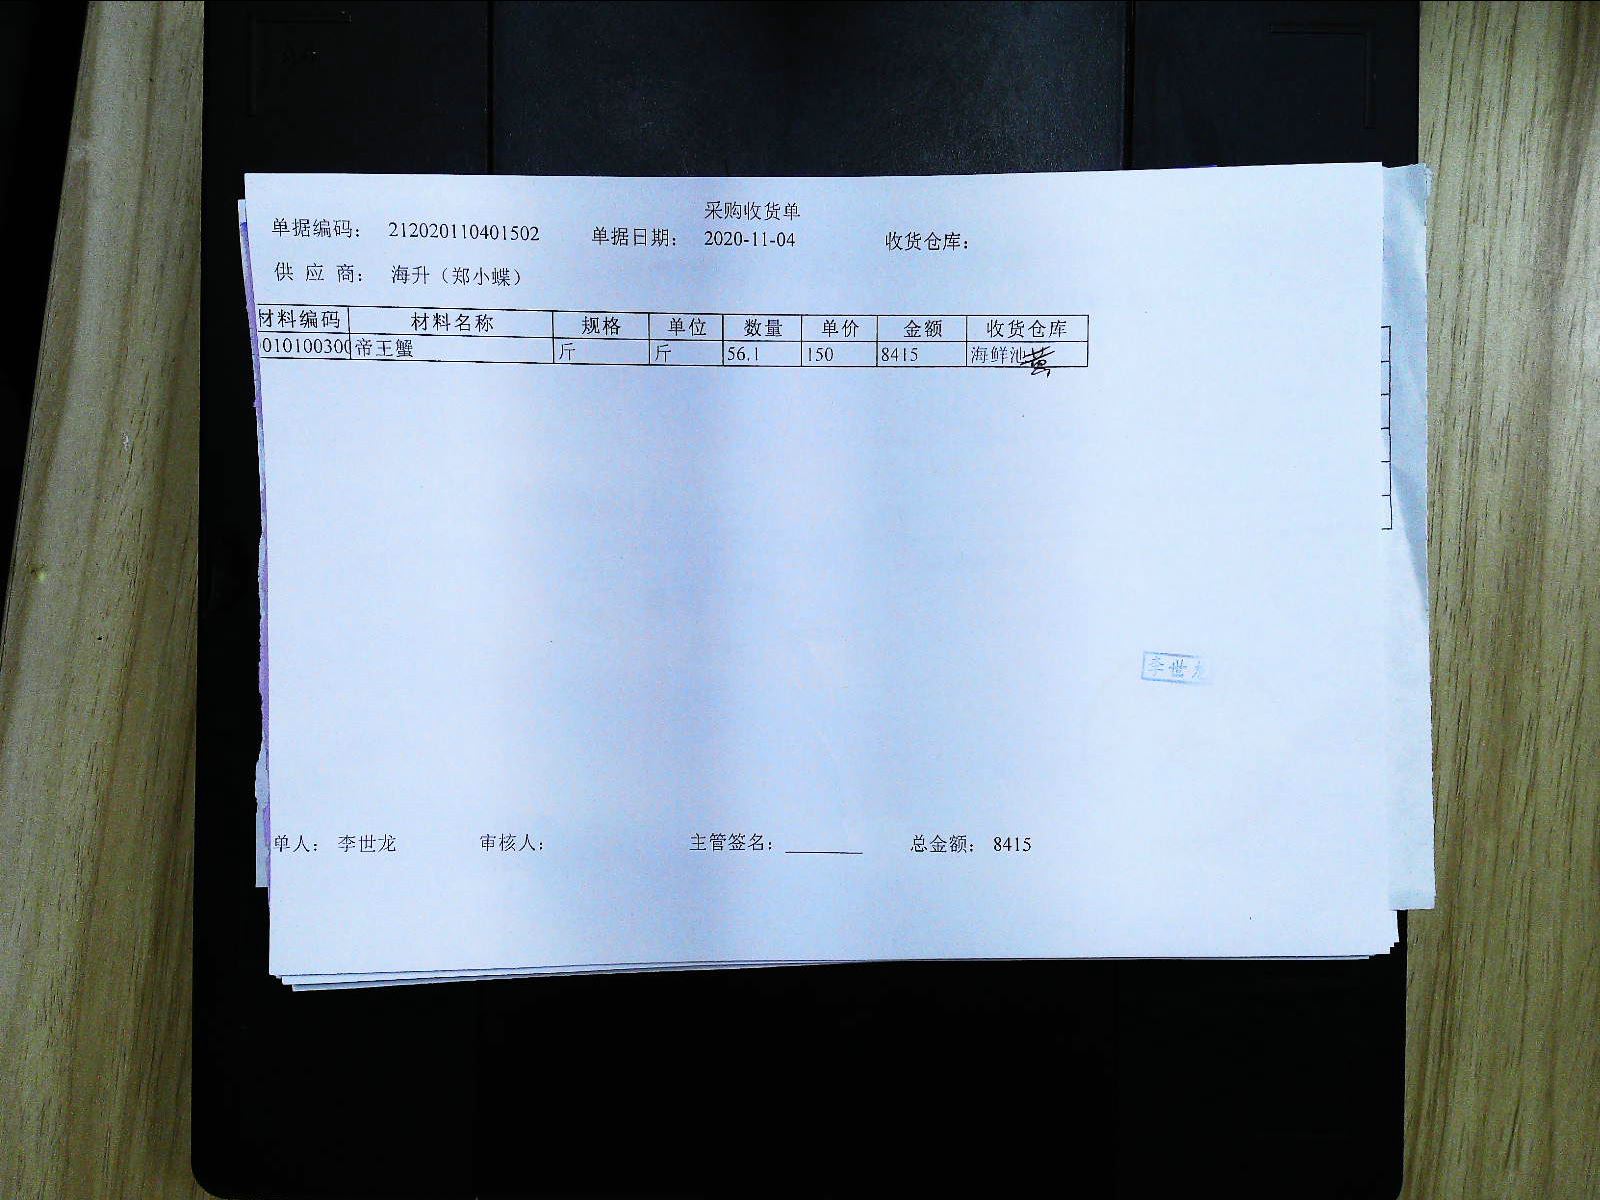 采购收货单
单据编码： 212020110401502 单据日期： 2020-11-04 收货仓库：
供 应 商： 海升（郑小蝶）
材料编码 材料名称 规格 单位 数量 单价 金额 收货仓库
010100300 帝王蟹 斤 斤 56.1 150 8415 海鲜池
李世龙
单人： 李世龙 审核人： 主管签名： ______ 总金额： 8415